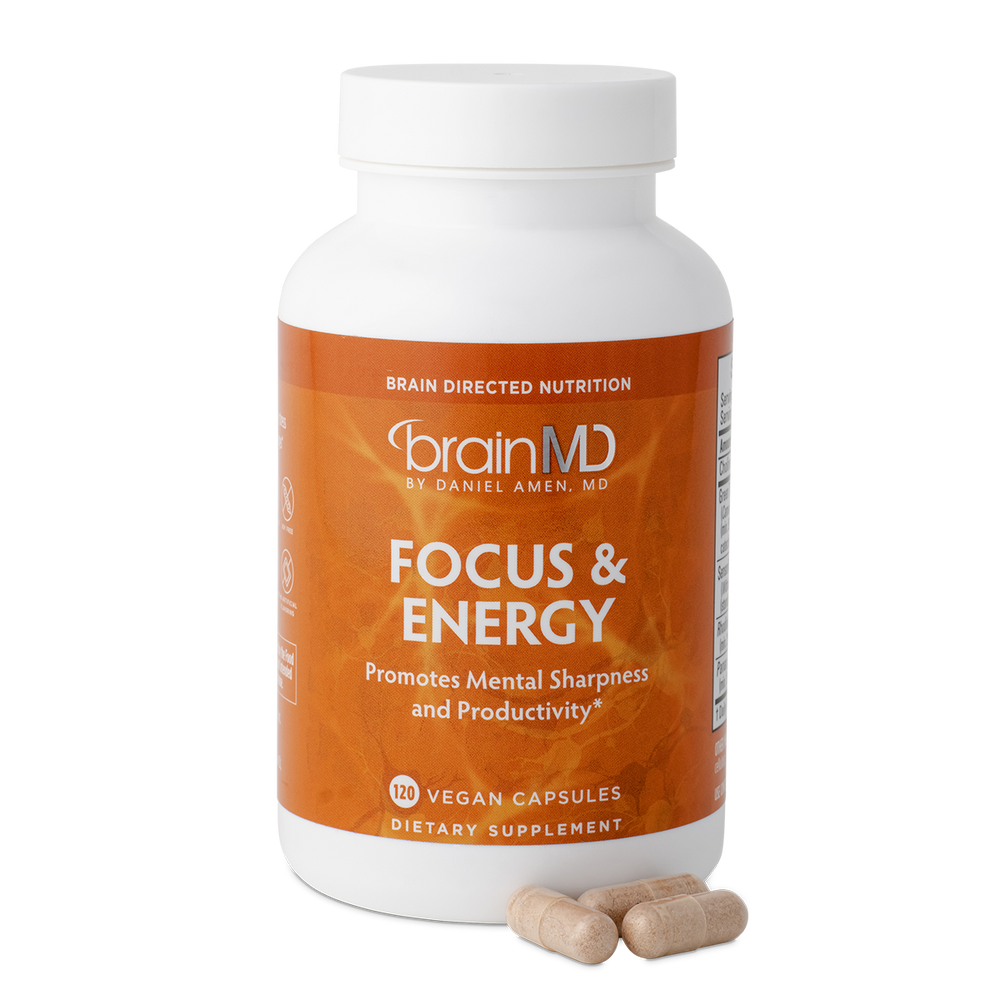 BRAIN DIRECTED NUTRITION
brainMD
BY DANIEL AMEN, MD
FOCUS &
ENERGY
Promotes Mental Sharpness
and Productivity*
120 VEGAN CAPSULES
DIETARY SUPPLEMENT